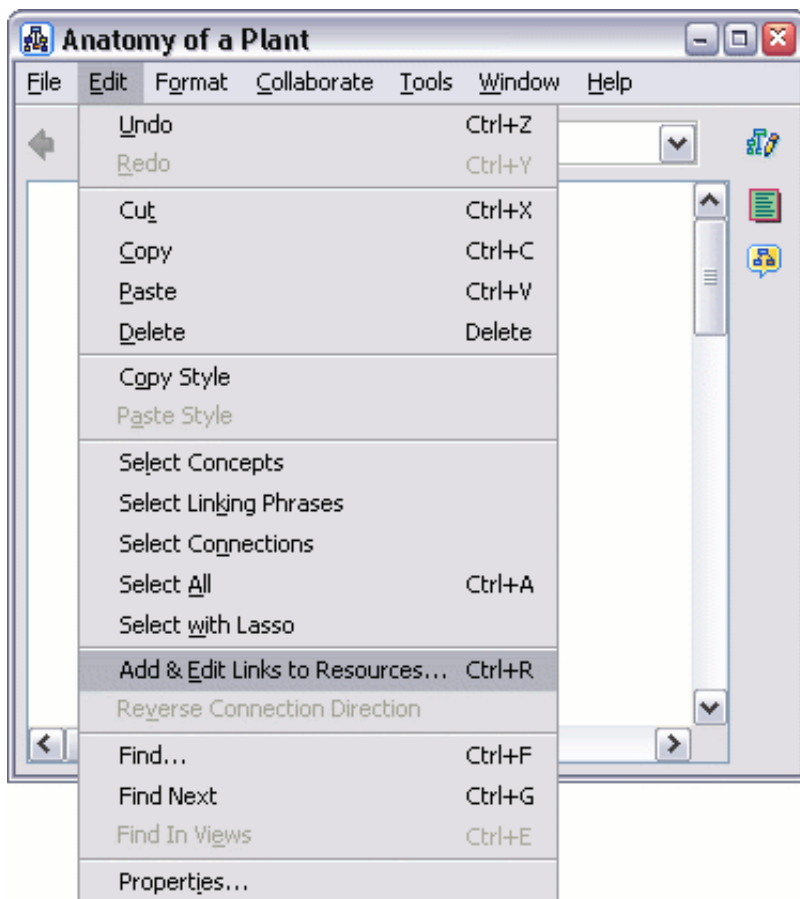 Anatomy of a Plant
File Edit Format Collaborate Tools Window Help
Undo Ctrl+Z
Redo Ctrl+Y
Cut Ctrl+X
Copy Ctrl+C
Paste Ctrl+V
Delete Delete
Copy Style
Paste Style
Select Concepts
Select Linking Phrases
Select Connections
Select All Ctrl+A
Select with Lasso
Add & Edit Links to Resources... Ctrl+R
Reverse Connection Direction
Find... Ctrl+F
Find Next Ctrl+G
Find In Views Ctrl+E
Properties...